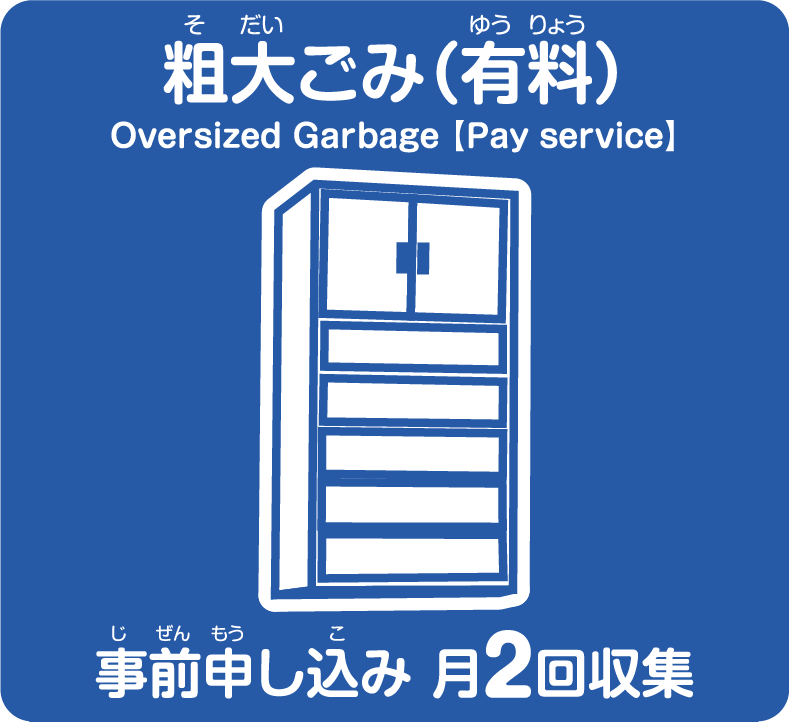 そ だい ゆう りょう
粗大ごみ（有料）
Oversized Garbage【Pay service】
じ ぜん もう こ
事前申し込み 月2回収集